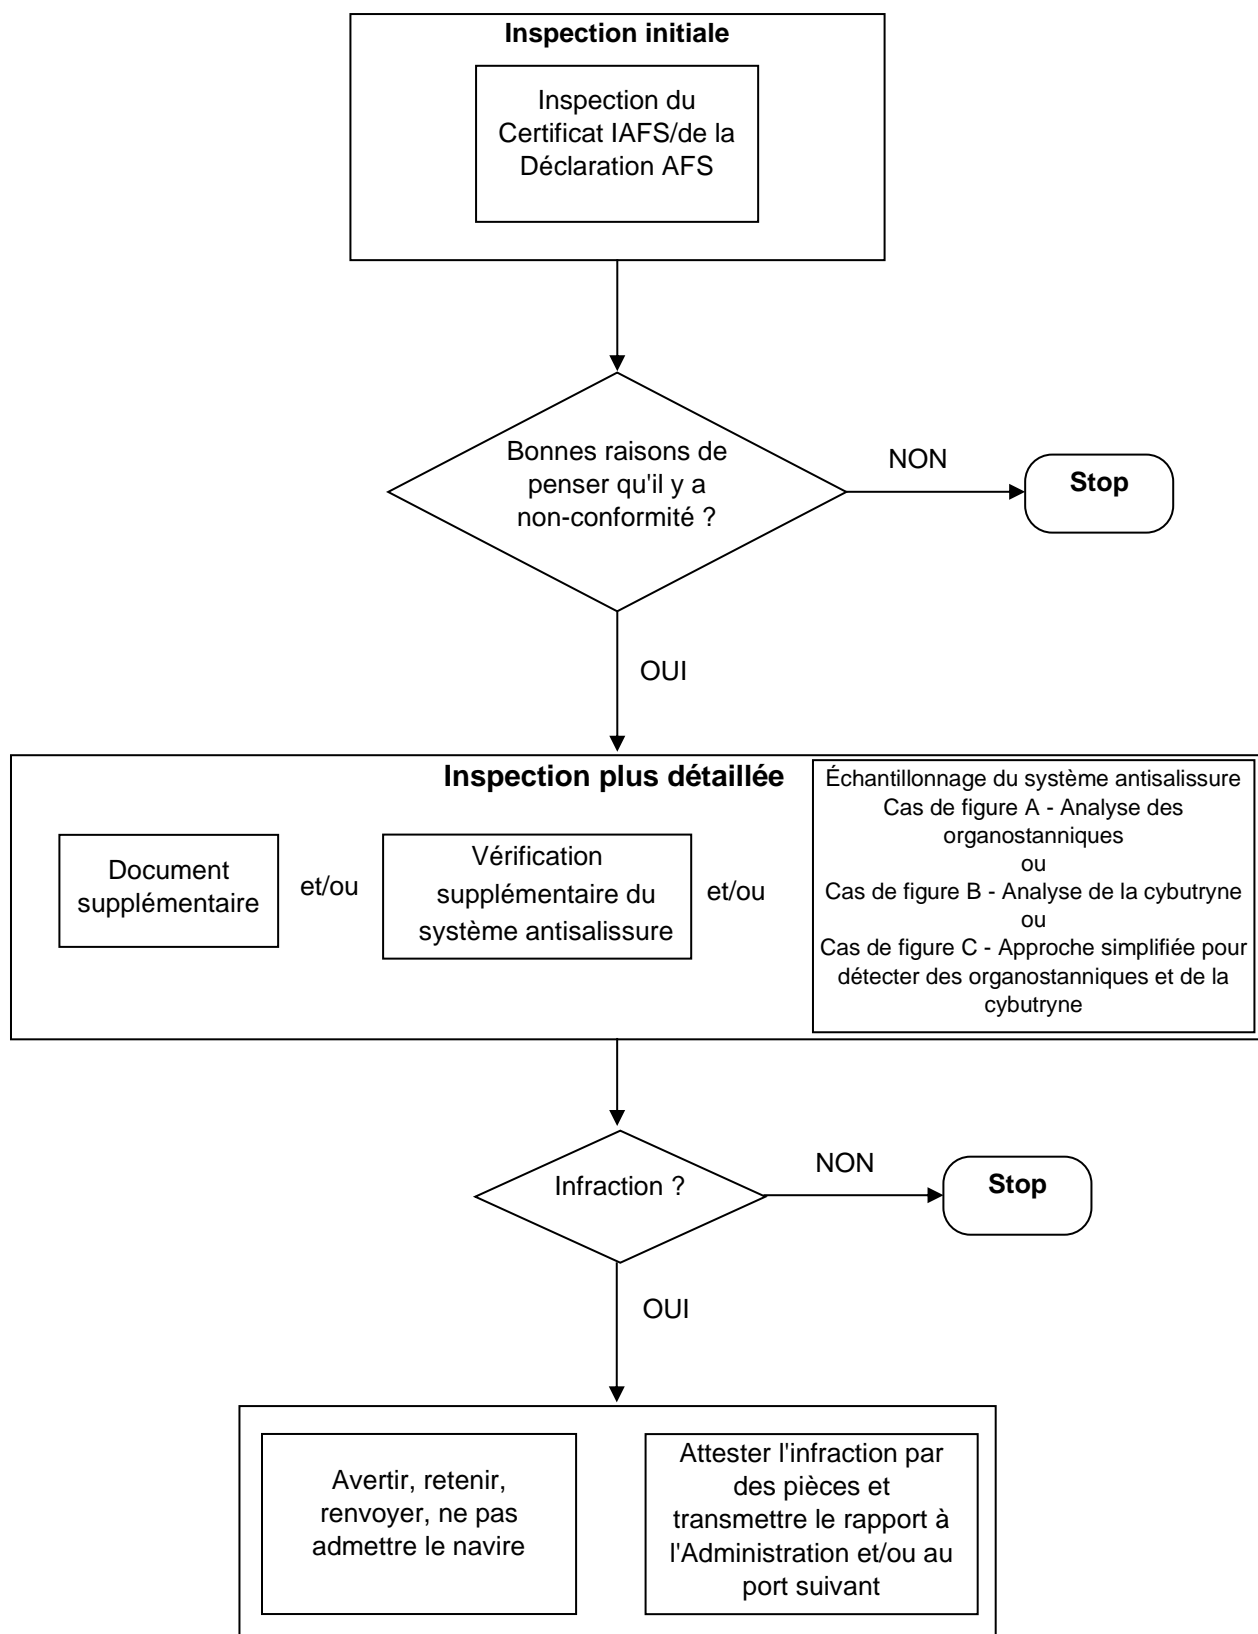 Inspection initiale
Inspection du
Certificat IAFS/de la
Déclaration AFS
Bonnes raisons de
penser qu'il y a
non-conformité ?
NON
Stop
OUI
Inspection plus détaillée
Document
supplémentaire
et/ou
Vérification
supplémentaire du
système antisalissure
et/ou
Échantillonnage du système antisalissure
Cas de figure A - Analyse des
organostanniques
ou
Cas de figure B - Analyse de la cybutryne
ou
Cas de figure C - Approche simplifiée pour
détecter des organostanniques et de la
cybutryne
Infraction ?
NON
Stop
OUI
Avertir, retenir,
renvoyer, ne pas
admettre le navire
Attester l'infraction par
des pièces et
transmettre le rapport à
l'Administration et/ou au
port suivant